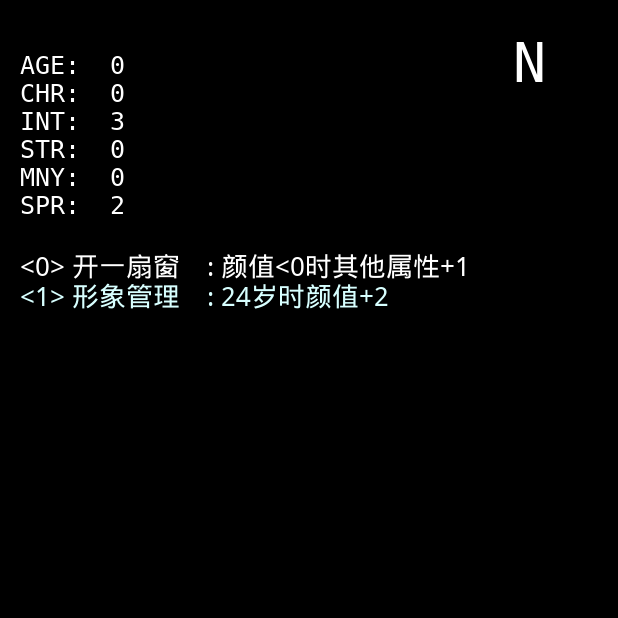 N
AGE: 0
CHR: 0
INT: 3
STR: 0
MNY: 0
SPR: 2
<0> 开一扇窗 : 颜值<0时其他属性+1
<1> 形象管理 : 24岁时颜值+2